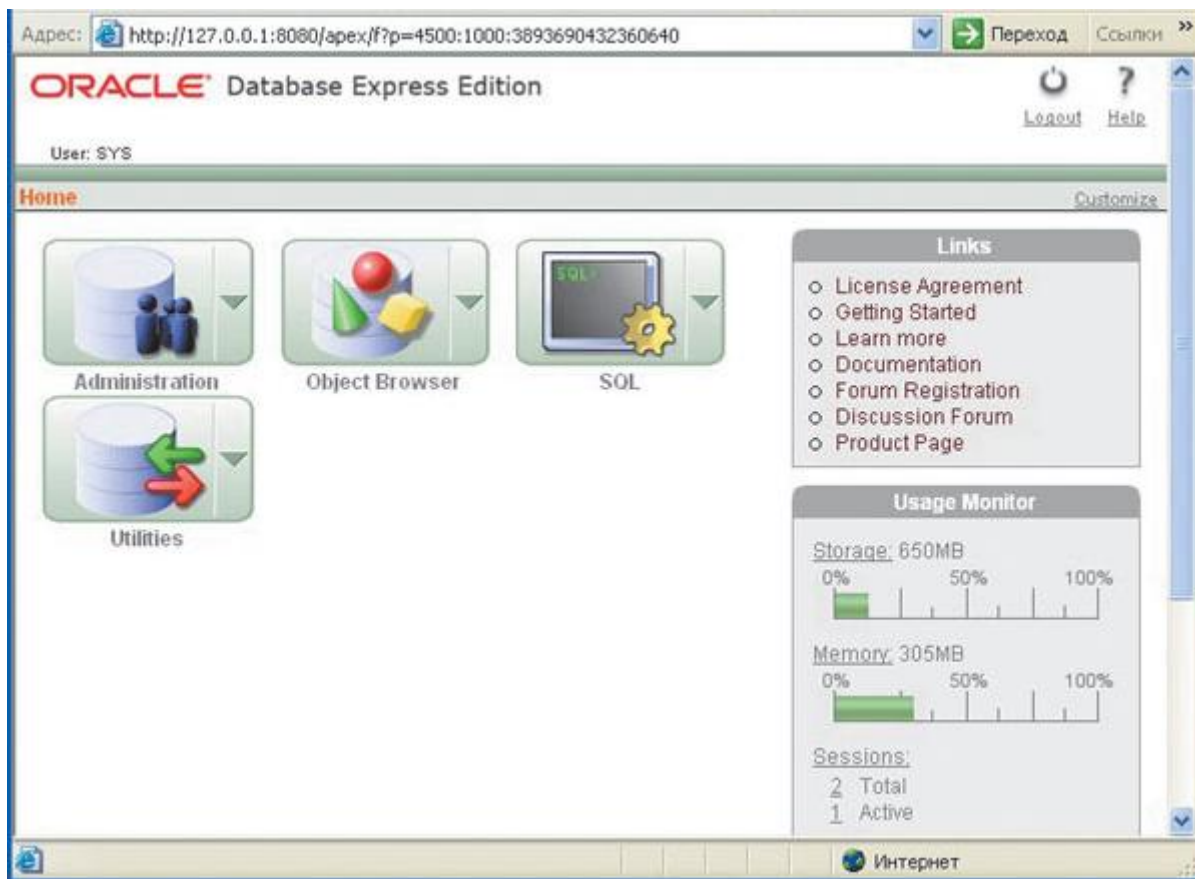 Адрес: http://127.0.0.1:8080/apex/f?p=4500:1000:3893690432360640 Переход Ссылки »
ORACLE Database Express Edition
Logout Help
User: SYS
Home Customize
SQL>
Administration Object Browser SQL
Utilities
Links
License Agreement
Getting Started
Learn more
Documentation
Forum Registration
Discussion Forum
Product Page
Usage Monitor
Storage: 650MB
0% 50% 100%
Memory: 305MB
0% 50% 100%
Sessions:
2 Total
1 Active
Интернет